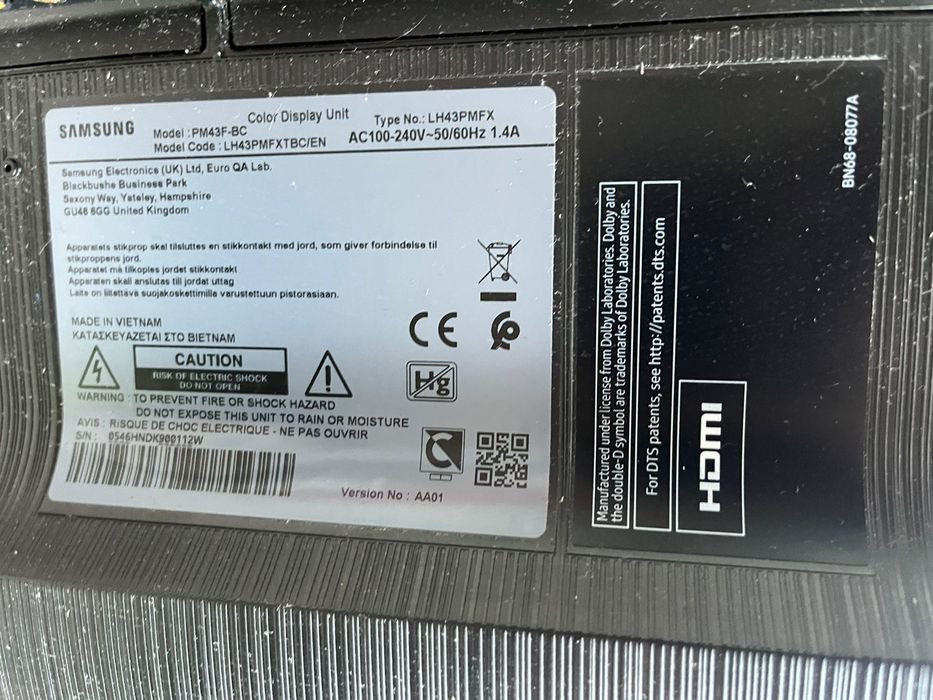 SAMSUNG
Color Display Unit
Model : PM43F-BC
Type No.: LH43PMFX
Model Code : LH43PMFXTBC/EN
AC100-240V~50/60Hz 1.4A
Samsung Electronics (UK) Ltd, Euro QA Lab.
Blackbushe Business Park
Saxony Way, Yateley, Hampshire
GU46 6GG United Kingdom
Apparatets stikprop skal tilsluttes en stikkontakt med jord, som giver forbindelse til
stikproppens jord.
Apparatet må tilkoples jordet stikkontakt
Apparaten skall anslutas till jordat uttag
Laite on liitettävä suojakoskettimilla varustettuun pistorasiaan.
MADE IN VIETNAM
ΚΑΤΑΣΚΕΥΑΖΕΤΑΙ ΣΤΟ ΒΙΕΤΝΑΜ
CE
CAUTION
RISK OF ELECTRIC SHOCK
DO NOT OPEN
Hg
WARNING : TO PREVENT FIRE OR SHOCK HAZARD
DO NOT EXPOSE THIS UNIT TO RAIN OR MOISTURE
AVIS : RISQUE DE CHOC ELECTRIQUE - NE PAS OUVRIR
S/N : 0546HNDK900112W
Version No : AA01
Manufactured under license from Dolby Laboratories. Dolby and
the double-D symbol are trademarks of Dolby Laboratories.
For DTS patents, see http://patents.dts.com
HDMI
BN68-08077A